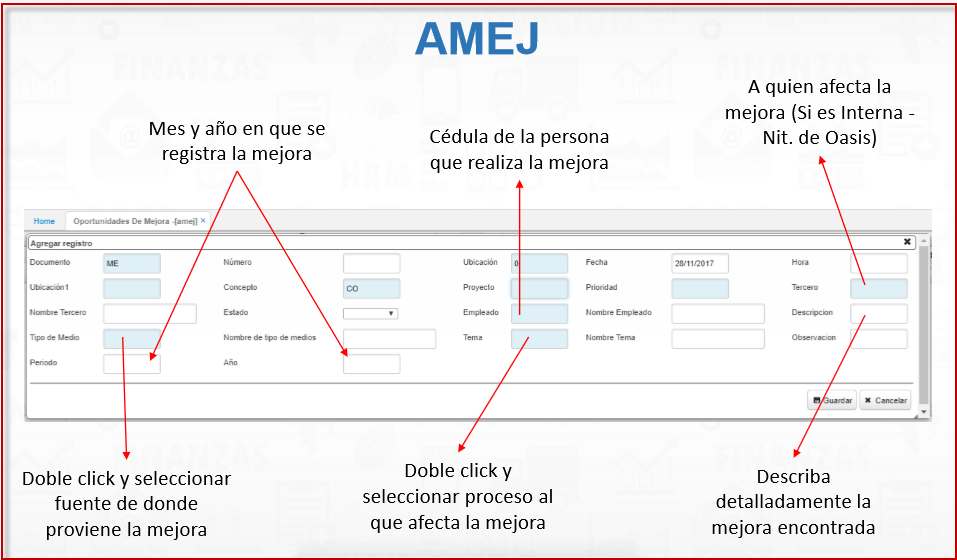 AMEJ
A quien afecta la
mejora (Si es Interna -
Nit. de Oasis)
Mes y año en que se
registra la mejora
Cédula de la persona
que realiza la mejora
Home Oportunidades De Mejora -[amej] ×
Agregar registro
Documento ME Número Ubicación 0 Fecha 28/11/2017 Hora
Ubicación1 Concepto CO Proyecto Prioridad Tercero
Nombre Tercero Estado Empleado Nombre Empleado Descripcion
Tipo de Medio Nombre de tipo de medios Tema Nombre Tema Observacion
Periodo Año
Guardar Cancelar
Doble click y seleccionar
fuente de donde
proviene la mejora
Doble click y
seleccionar proceso al
que afecta la mejora
Describa
detalladamente la
mejora encontrada
FINANZAS
FINANZAS
HRM
FINANZAS